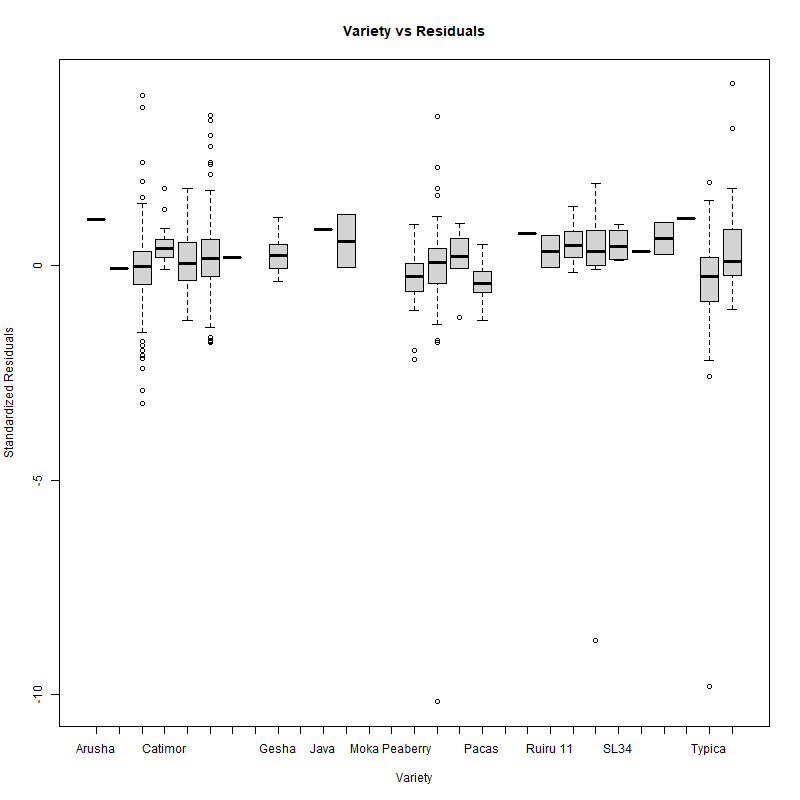 Variety vs Residuals
Standardized Residuals
0
-5
-10
Arusha Catimor Gesha Java Moka Peaberry Pacas Ruiru 11 SL34 Typica
Variety